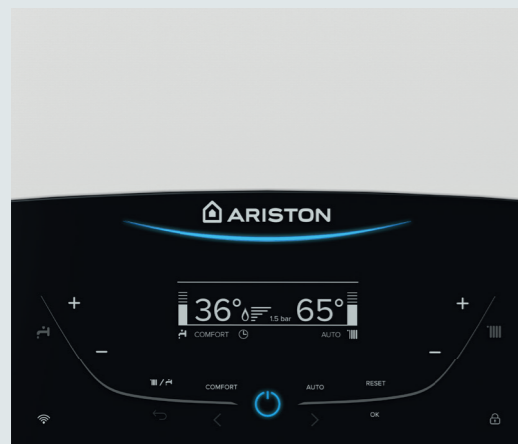 ARISTON
36° 1.5 bar 65°
COMFORT AUTO
COMFORT AUTO RESET
OK